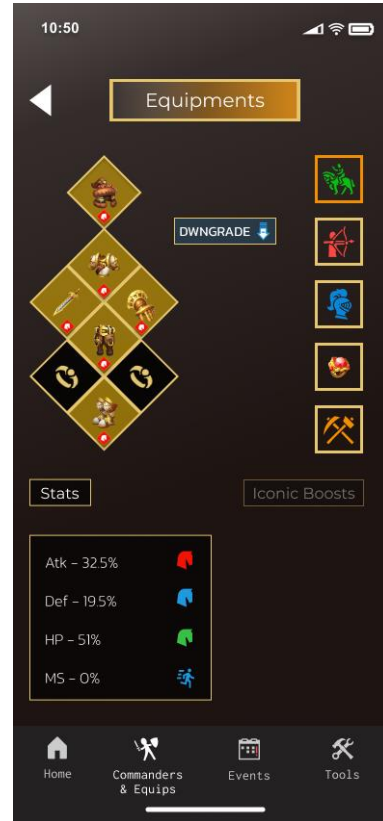 10:50
Equipments
DWNGRADE
Stats
Iconic Boosts
Atk - 32.5%
Def - 19.5%
HP - 51%
MS - 0%
Home
Commanders
& Equips
Events
Tools